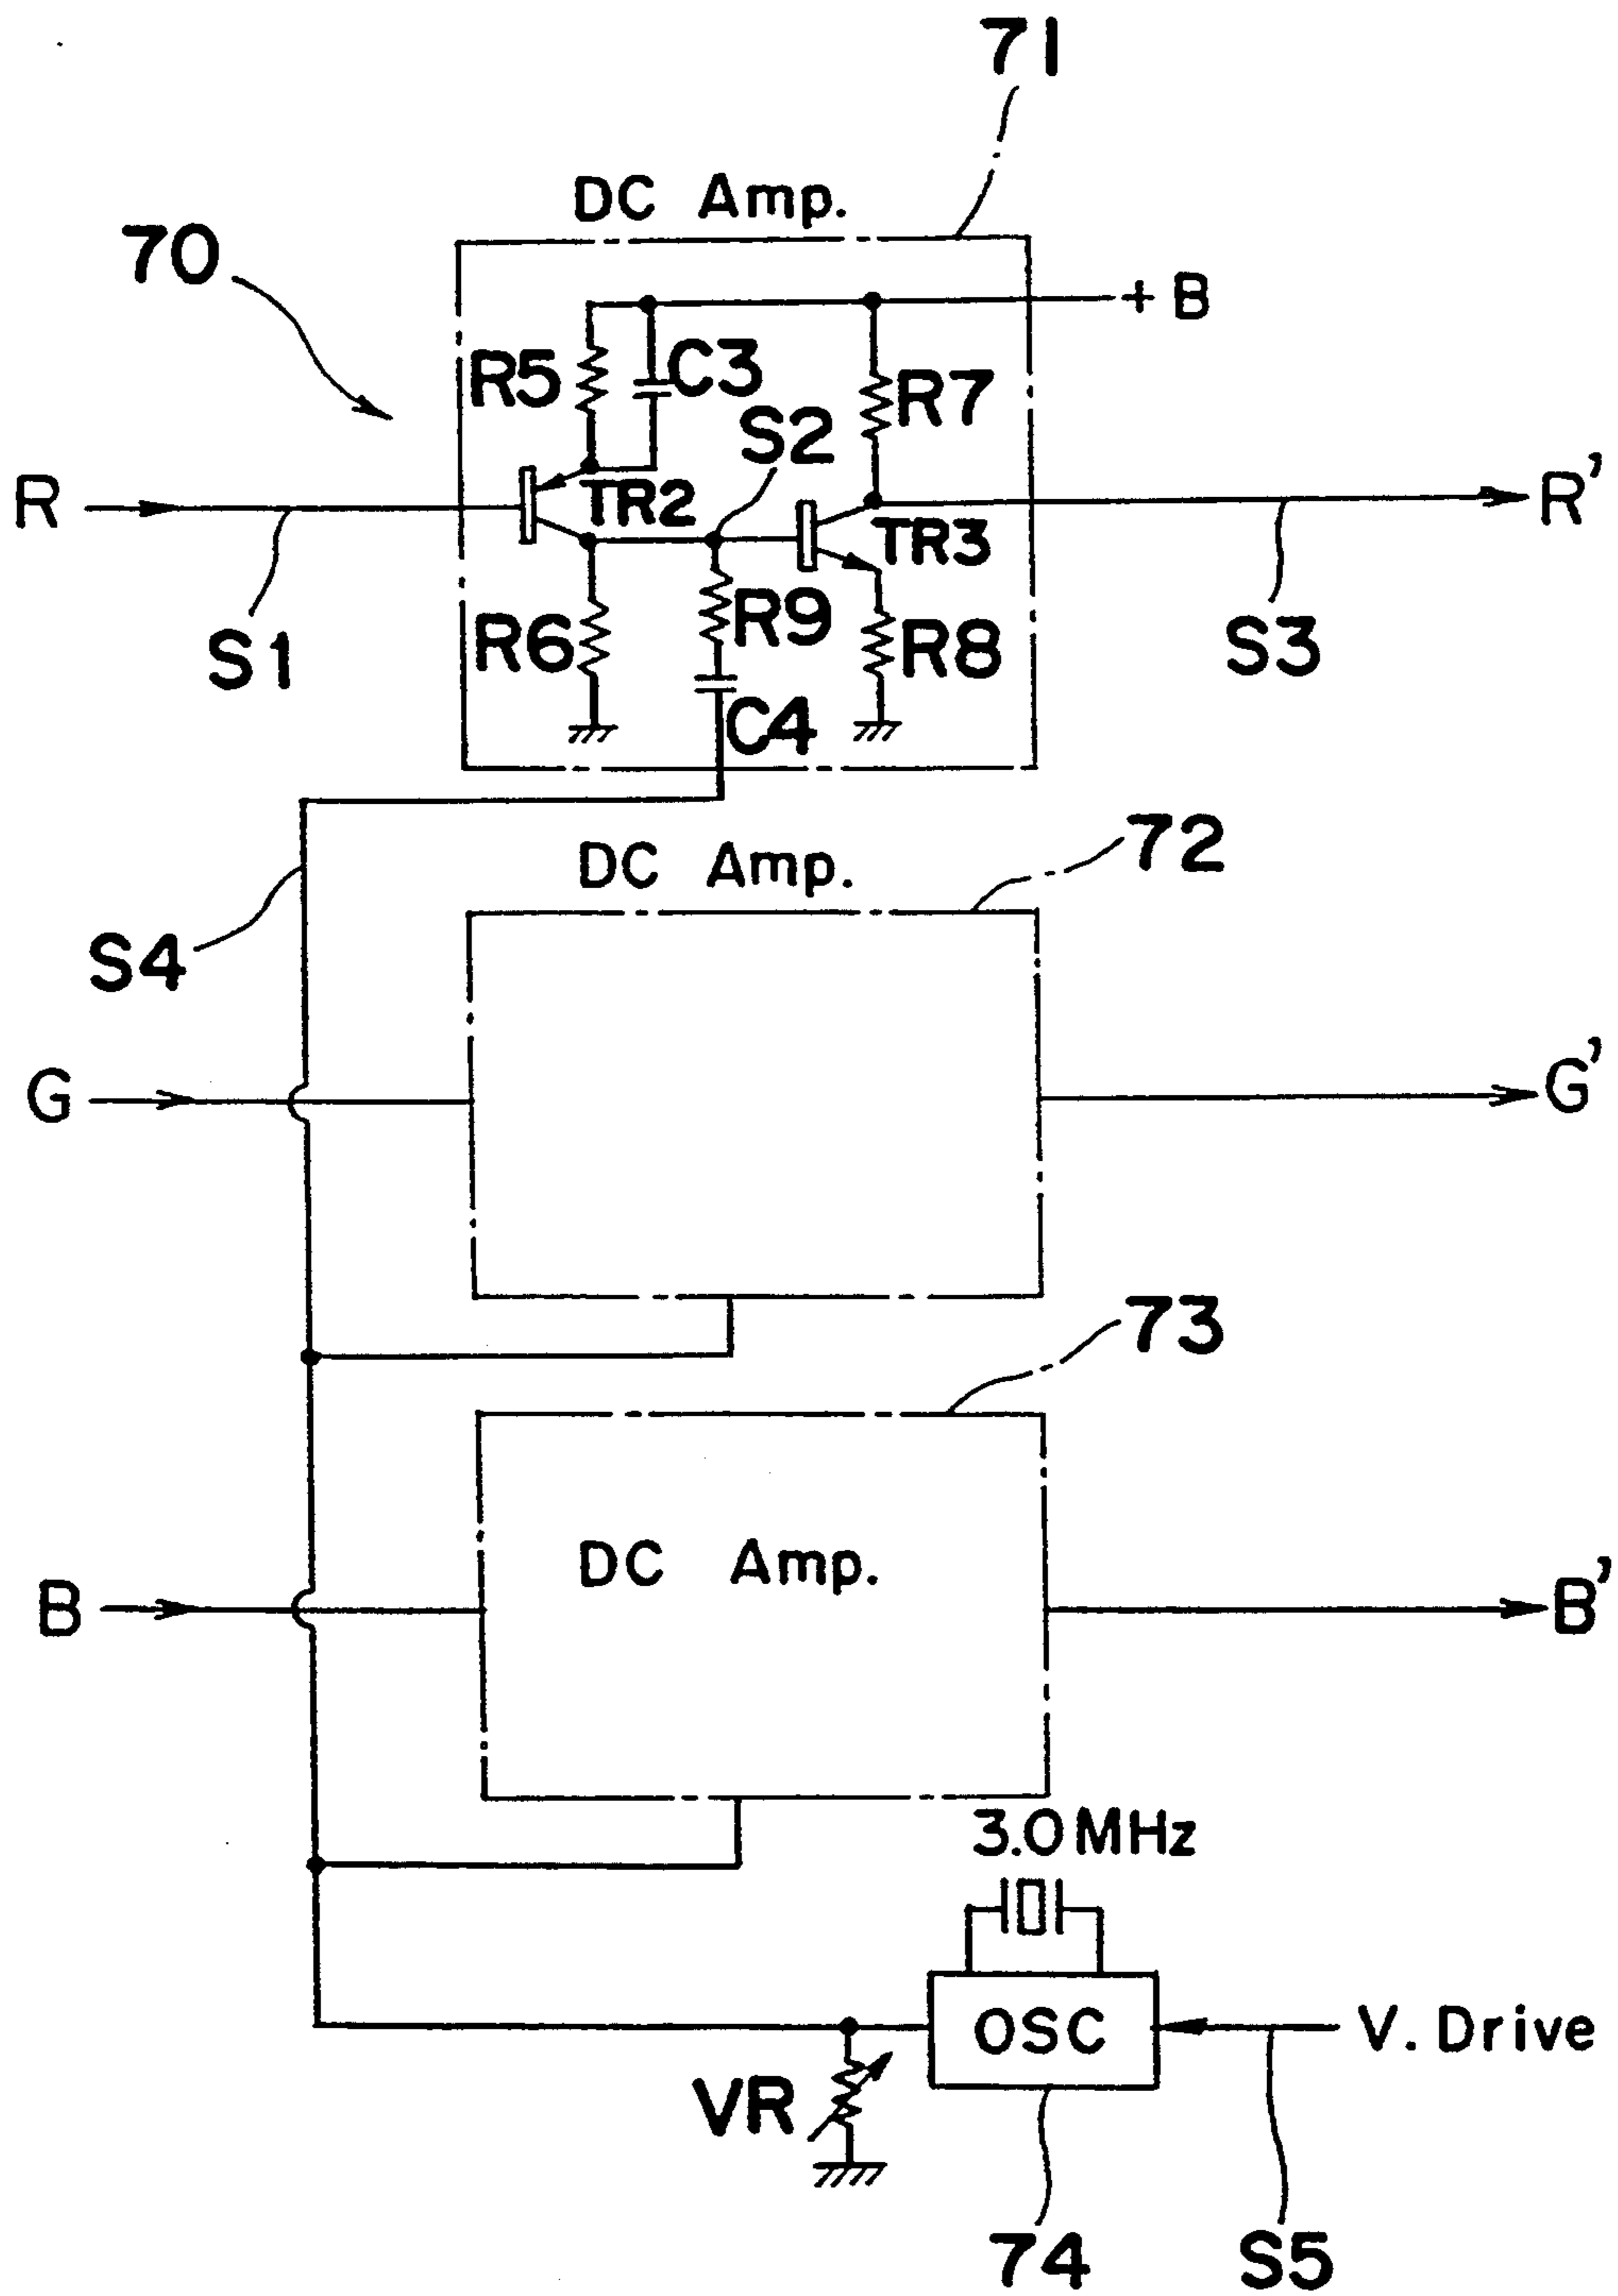 71
DC Amp.
70
+B
R5
C3
S2
R7
R
TR2
TR3
R'
S1
R6
R9
R8
S3
C4
DC Amp.
72
S4
G
G'
73
DC Amp.
B
B'
3.0MHz
OSC
V. Drive
VR
74
S5